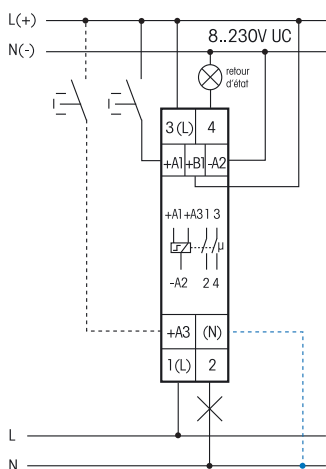 L(+)
N(-)
8..230V UC
retour
d'état
3(L) 4
+A1 +B1 -A2
+A1 +A3 1 3
µ
-A2 2 4
+A3 (N)
1(L) 2
L
N